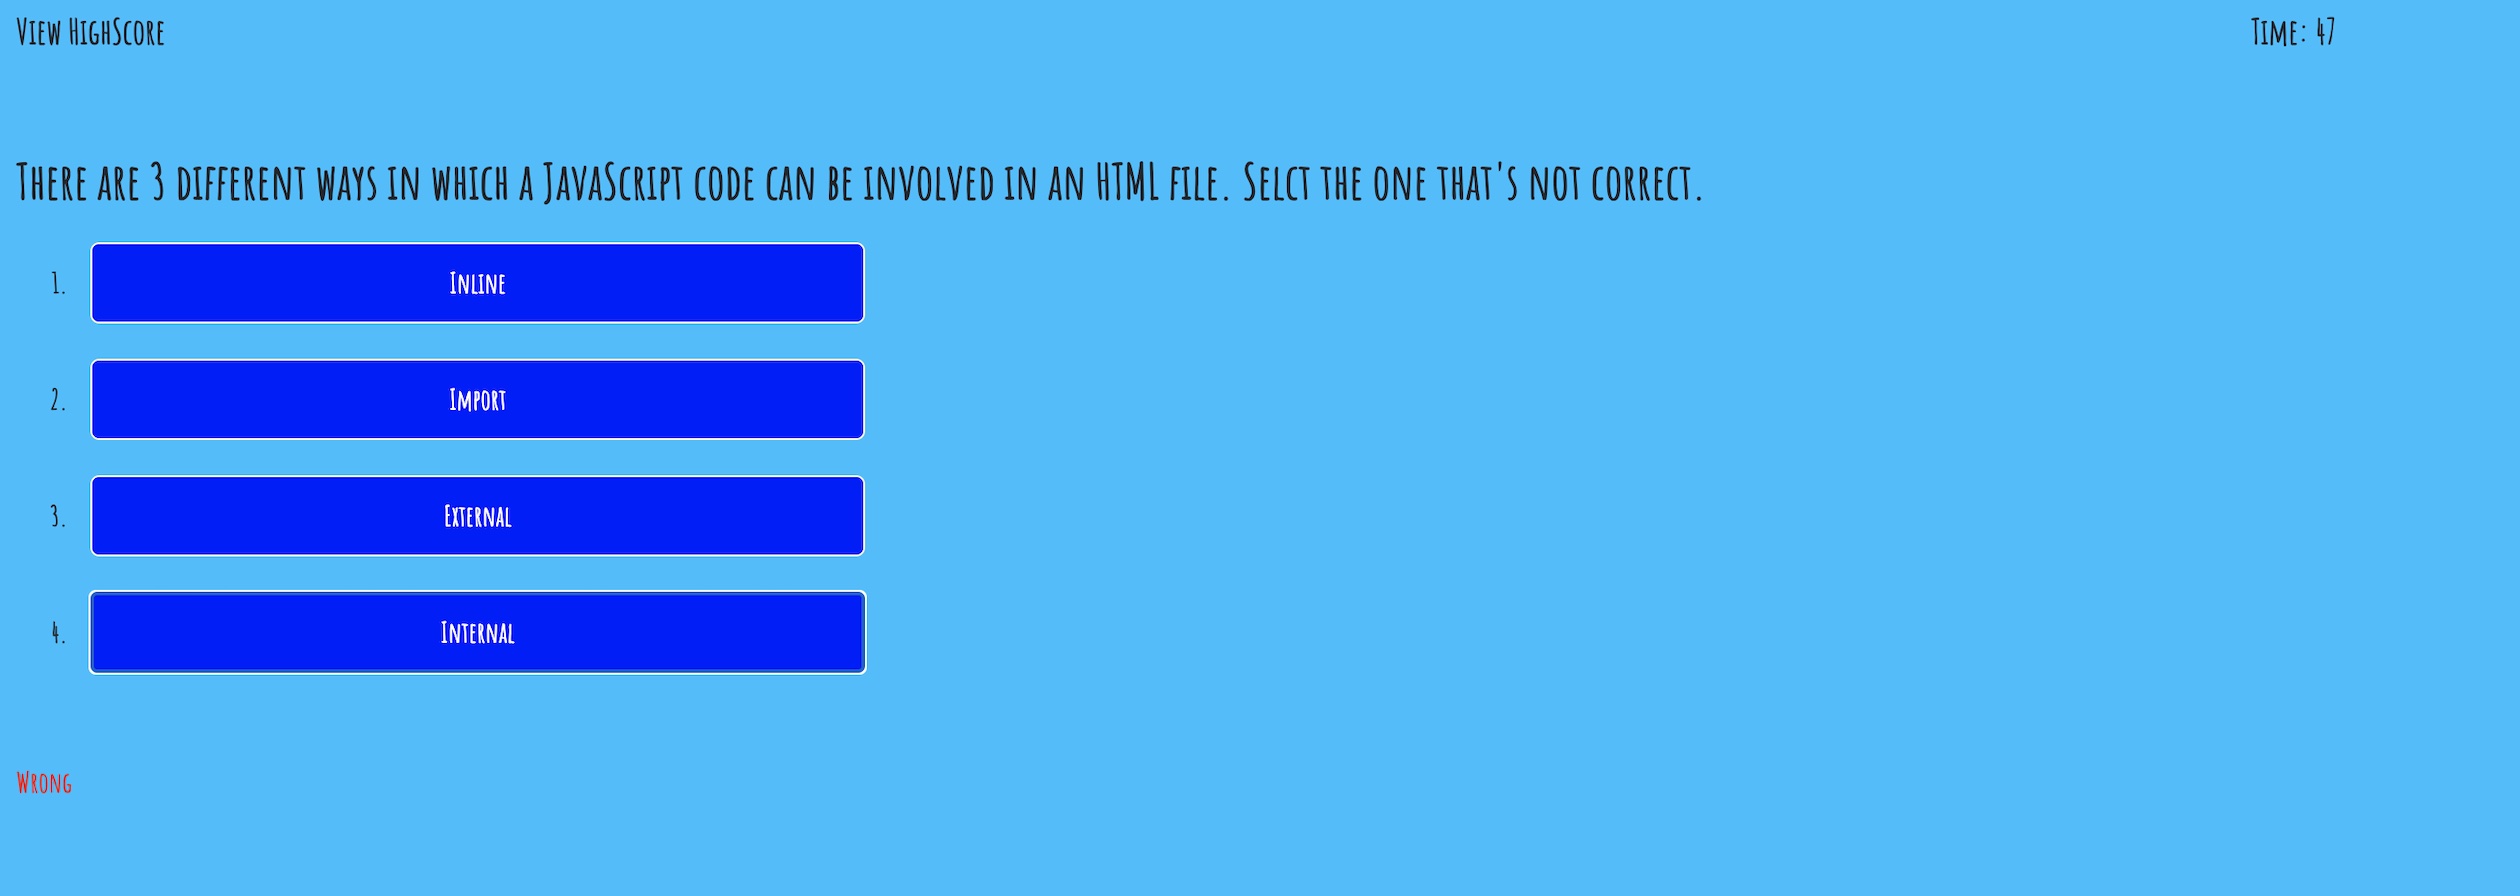 View HighScore
Time: 47
There are 3 different ways in which a JavaScript code can be involved in an HTML file. Selct the one that's not correct.
1. Inline
2. Import
3. External
4. Internal
Wrong